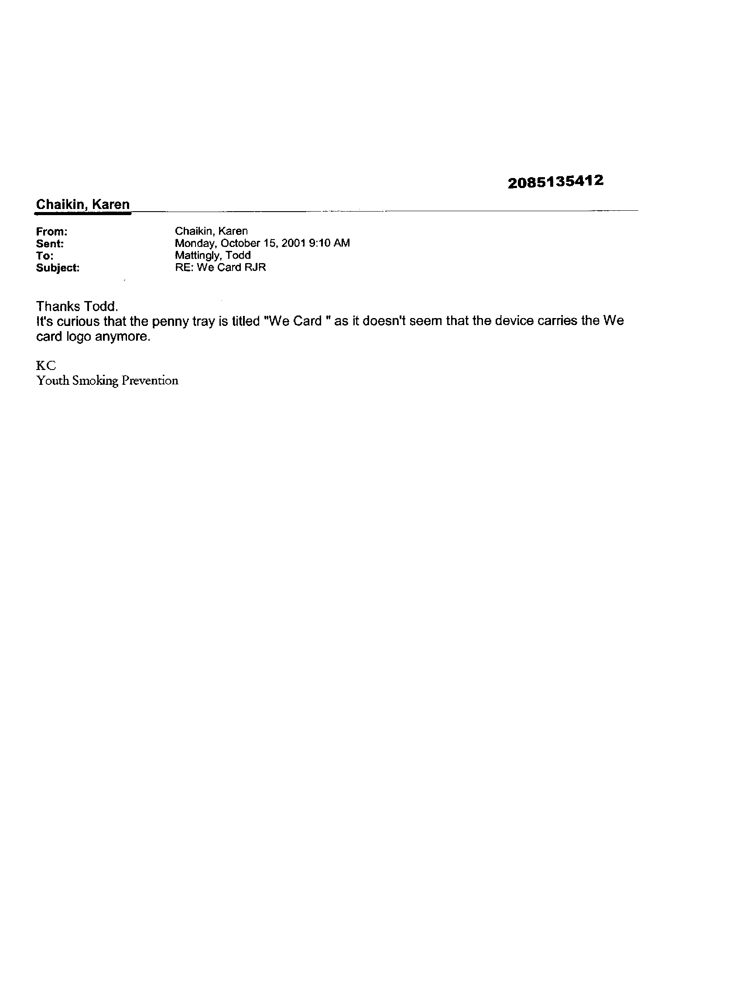 2085135412
Chaikin, Karen
From: Chaikin, Karen
Sent: Monday, October 15, 2001 9:10 AM
To: Mattingly, Todd
Subject: RE: We Card RJR
Thanks Todd.
It's curious that the penny tray is titled "We Card " as it doesn't seem that the device carries the We
card logo anymore.
KC
Youth Smoking Prevention